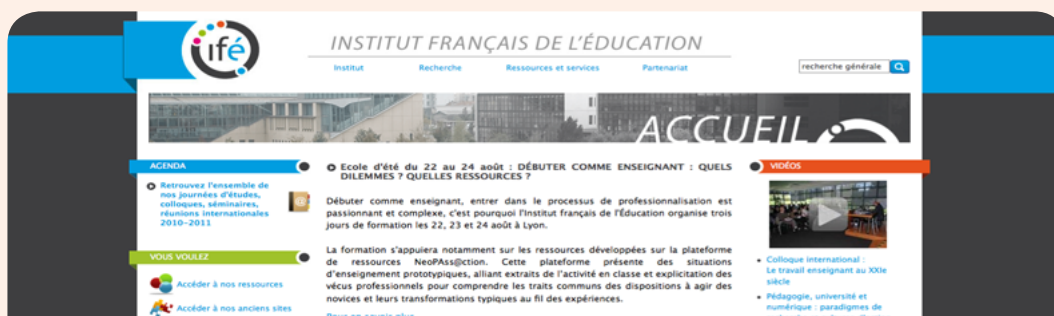 ifé
INSTITUT FRANÇAIS DE L'ÉDUCATION
Institut
Recherche
Ressources et services
Partenariat
recherche générale
ACCUEIL
AGENDA
Retrouvez l'ensemble de
nos journées d'études,
colloques, séminaires,
réunions internationales
2010-2011
VOUS VOULEZ
Accéder à nos ressources
Accéder à nos anciens sites
Ecole d'été du 22 au 24 août : DÉBUTER COMME ENSEIGNANT : QUELS
DILEMMES ? QUELLES RESSOURCES ?
Débuter comme enseignant, entrer dans le processus de professionnalisation est
passionnant et complexe, c'est pourquoi l'Institut français de l'Éducation organise trois
jours de formation les 22, 23 et 24 août à Lyon.
La formation s'appuiera notamment sur les ressources développées sur la plateforme
de ressources NeoPAss@ction. Cette plateforme présente des situations
d'enseignement prototypiques, alliant extraits de l'activité en classe et explicitation des
vécus professionnels pour comprendre les traits communs des dispositions à agir des
novices et leurs transformations typiques au fil des expériences.
VIDÉOS
Colloque international :
Le travail enseignant au XXIe
siècle
Pédagogie, université et
numérique : paradigmes de